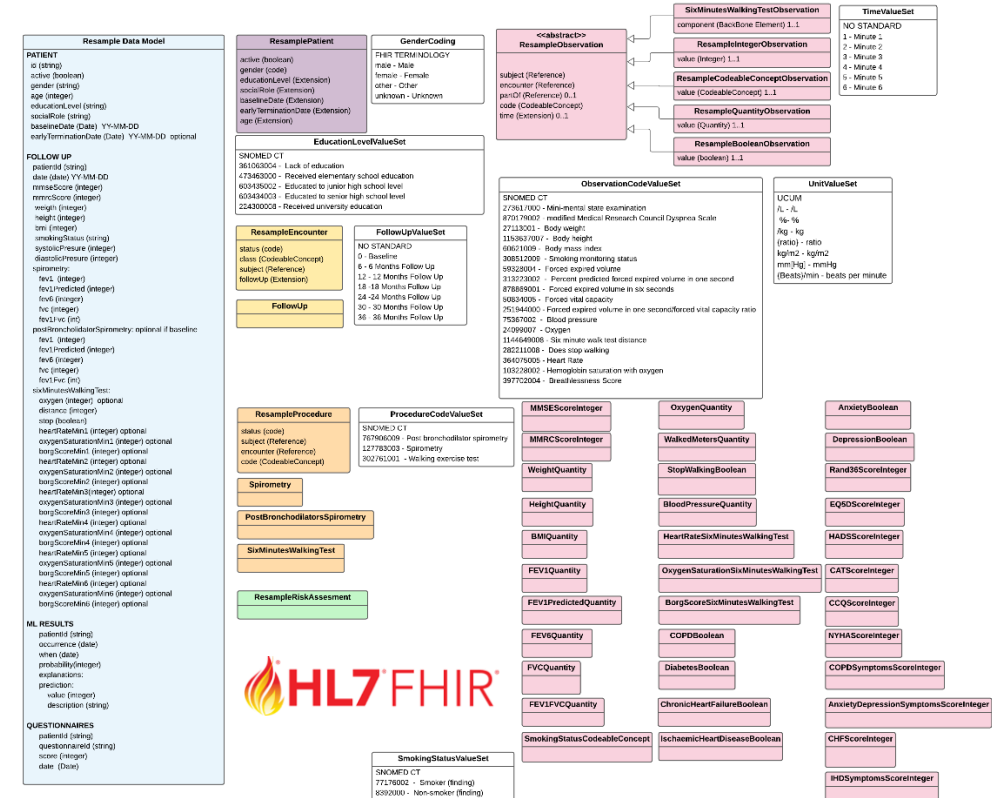 Resample Data Model
PATIENT
id (string)
active (boolean)
gender (string)
age (integer)
educationLevel (string)
socialRole (string)
baselineDate (Date) YY-MM-DD
earlyTerminationDate (Date) YY-MM-DD optional
FOLLOW UP
patientId (string)
date (date) YY-MM-DD
mmseScore (integer)
mmrcScore (integer)
weigth (integer)
height (integer)
bmi (integer)
smokingStatus (string)
systolicPresure (integer)
diastolicPresure (integer)
spirometry:
fev1 (integer)
fev1Predicted (integer)
fev6 (integer)
fvc (integer)
fev1Fvc (int)
postBroncholidatorSpirometry: optional if baseline
fev1 (integer)
fev1Predicted (integer)
fev6 (integer)
fvc (integer)
fev1Fvc (int)
sixMinutesWalkingTest:
oxygen (integer) optional
distance (integer)
stop (boolean)
heartRateMin1 (integer) optional
oxygenSaturationMin1 (integer) optional
borgScoreMin1 (integer) optional
heartRateMin2 (integer) optional
oxygenSaturationMin2 (integer) optional
borgScoreMin2 (integer) optional
heartRateMin3(integer) optional
oxygenSaturationMin3 (integer) optional
borgScoreMin3 (integer) optional
heartRateMin4 (integer) optional
oxygenSaturationMin4 (integer) optional
borgScoreMin4 (integer) optional
heartRateMin5 (integer) optional
oxygenSaturationMin5 (integer) optional
borgScoreMin5 (integer) optional
heartRateMin6 (integer) optional
oxygenSaturationMin6 (integer) optional
borgScoreMin6 (integer) optional
ML RESULTS
patientId (string)
occurrence (date)
when (date)
probability(integer)
explanations:
prediction:
value (integer)
description (string)
QUESTIONNAIRES
patientId (string)
questionnaireId (string)
score (integer)
date (Date)
ResamplePatient
active (boolean)
gender (code)
educationLevel (Extension)
socialRole (Extension)
baselineDate (Extension)
earlyTerminationDate (Extension)
age (Extension)
GenderCoding
FHIR TERMINOLOGY
male - Male
female - Female
other - Other
unknown - Unknown
EducationLevelValueSet
SNOMED CT
361063004 - Lack of education
473463000 - Received elementary school education
603435002 - Educated to junior high school level
603434003 - Educated to senior high school level
224300008 - Received university education
ResampleEncounter
status (code)
class (CodeableConcept)
subject (Reference)
followUp (Extension)
FollowUp
FollowUpValueSet
NO STANDARD
0 - Baseline
6 - 6 Months Follow Up
12 - 12 Months Follow Up
18 -18 Months Follow Up
24 -24 Months Follow Up
30 - 30 Months Follow Up
36 - 36 Months Follow Up
ResampleProcedure
status (code)
subject (Reference)
encounter (Reference)
code (CodeableConcept)
ProcedureCodeValueSet
SNOMED CT
767906009 - Post bronchodilator spirometry
127783003 - Spirometry
302761001 - Walking exercise test
Spirometry
PostBronchodilatorsSpirometry
SixMinutesWalkingTest
ResampleRiskAssesment
HL7 FHIR
SmokingStatusValueSet
SNOMED CT
77176002 - Smoker (finding)
8392000 - Non-smoker (finding)
<<abstract>>
ResampleObservation
subject (Reference)
encounter (Reference)
partOf (Reference) 0..1
code (CodeableConcept)
time (Extension) 0..1
SixMinutesWalkingTestObservation
component (BackBone Element) 1..1
ResampleIntegerObservation
value (Integer) 1..1
ResampleCodeableConceptObservation
value (CodeableConcept) 1..1
ResampleQuantityObservation
value (Quantity) 1..1
ResampleBooleanObservation
value (boolean) 1..1
TimeValueSet
NO STANDARD
1 - Minute 1
2 - Minute 2
3 - Minute 3
4 - Minute 4
5 - Minute 5
6 - Minute 6
ObservationCodeValueSet
SNOMED CT
273617000 - Mini-mental state examination
870179002 - modified Medical Research Council Dyspnea Scale
27113001 - Body weight
1153637007 - Body height
60621009 - Body mass index
308512009 - Smoking monitoring status
59328004 - Forced expired volume
313223002 - Percent predicted forced expired volume in one second
878869001 - Forced expired volume in six seconds
50834005 - Forced vital capacity
251944000 - Forced expired volume in one second/forced vital capacity ratio
75367002 - Blood pressure
24099007 - Oxygen
1144649008 - Six minute walk test distance
282211008 - Does stop walking
364075005 - Heart Rate
103228002 - Hemoglobin saturation with oxygen
397702004 - Breathlessness Score
UnitValueSet
UCUM
/L - /L
%- %
/kg - kg
{ratio} - ratio
kg/m2 - kg/m2
mm[Hg] - mmHg
{Beats}/min - beats per minute
MMSEScoreInteger
MMRCScoreInteger
WeightQuantity
HeightQuantity
BMIQuantity
FEV1Quantity
FEV1PredictedQuantity
FEV6Quantity
FVCQuantity
FEV1FVCQuantity
SmokingStatusCodeableConcept
OxygenQuantity
WalkedMetersQuantity
StopWalkingBoolean
BloodPressureQuantity
HeartRateSixMinutesWalkingTest
OxygenSaturationSixMinutesWalkingTest
BorgScoreSixMinutesWalkingTest
COPDBoolean
DiabetesBoolean
ChronicHeartFailureBoolean
IschaemicHeartDiseaseBoolean
AnxietyBoolean
DepressionBoolean
Rand36ScoreInteger
EQ5DScoreInteger
HADSScoreInteger
CATScoreInteger
CCQScoreInteger
NYHAScoreInteger
COPDSymptomsScoreInteger
AnxietyDepressionSymptomsScoreInteger
CHFScoreInteger
IHDSymptomsScoreInteger